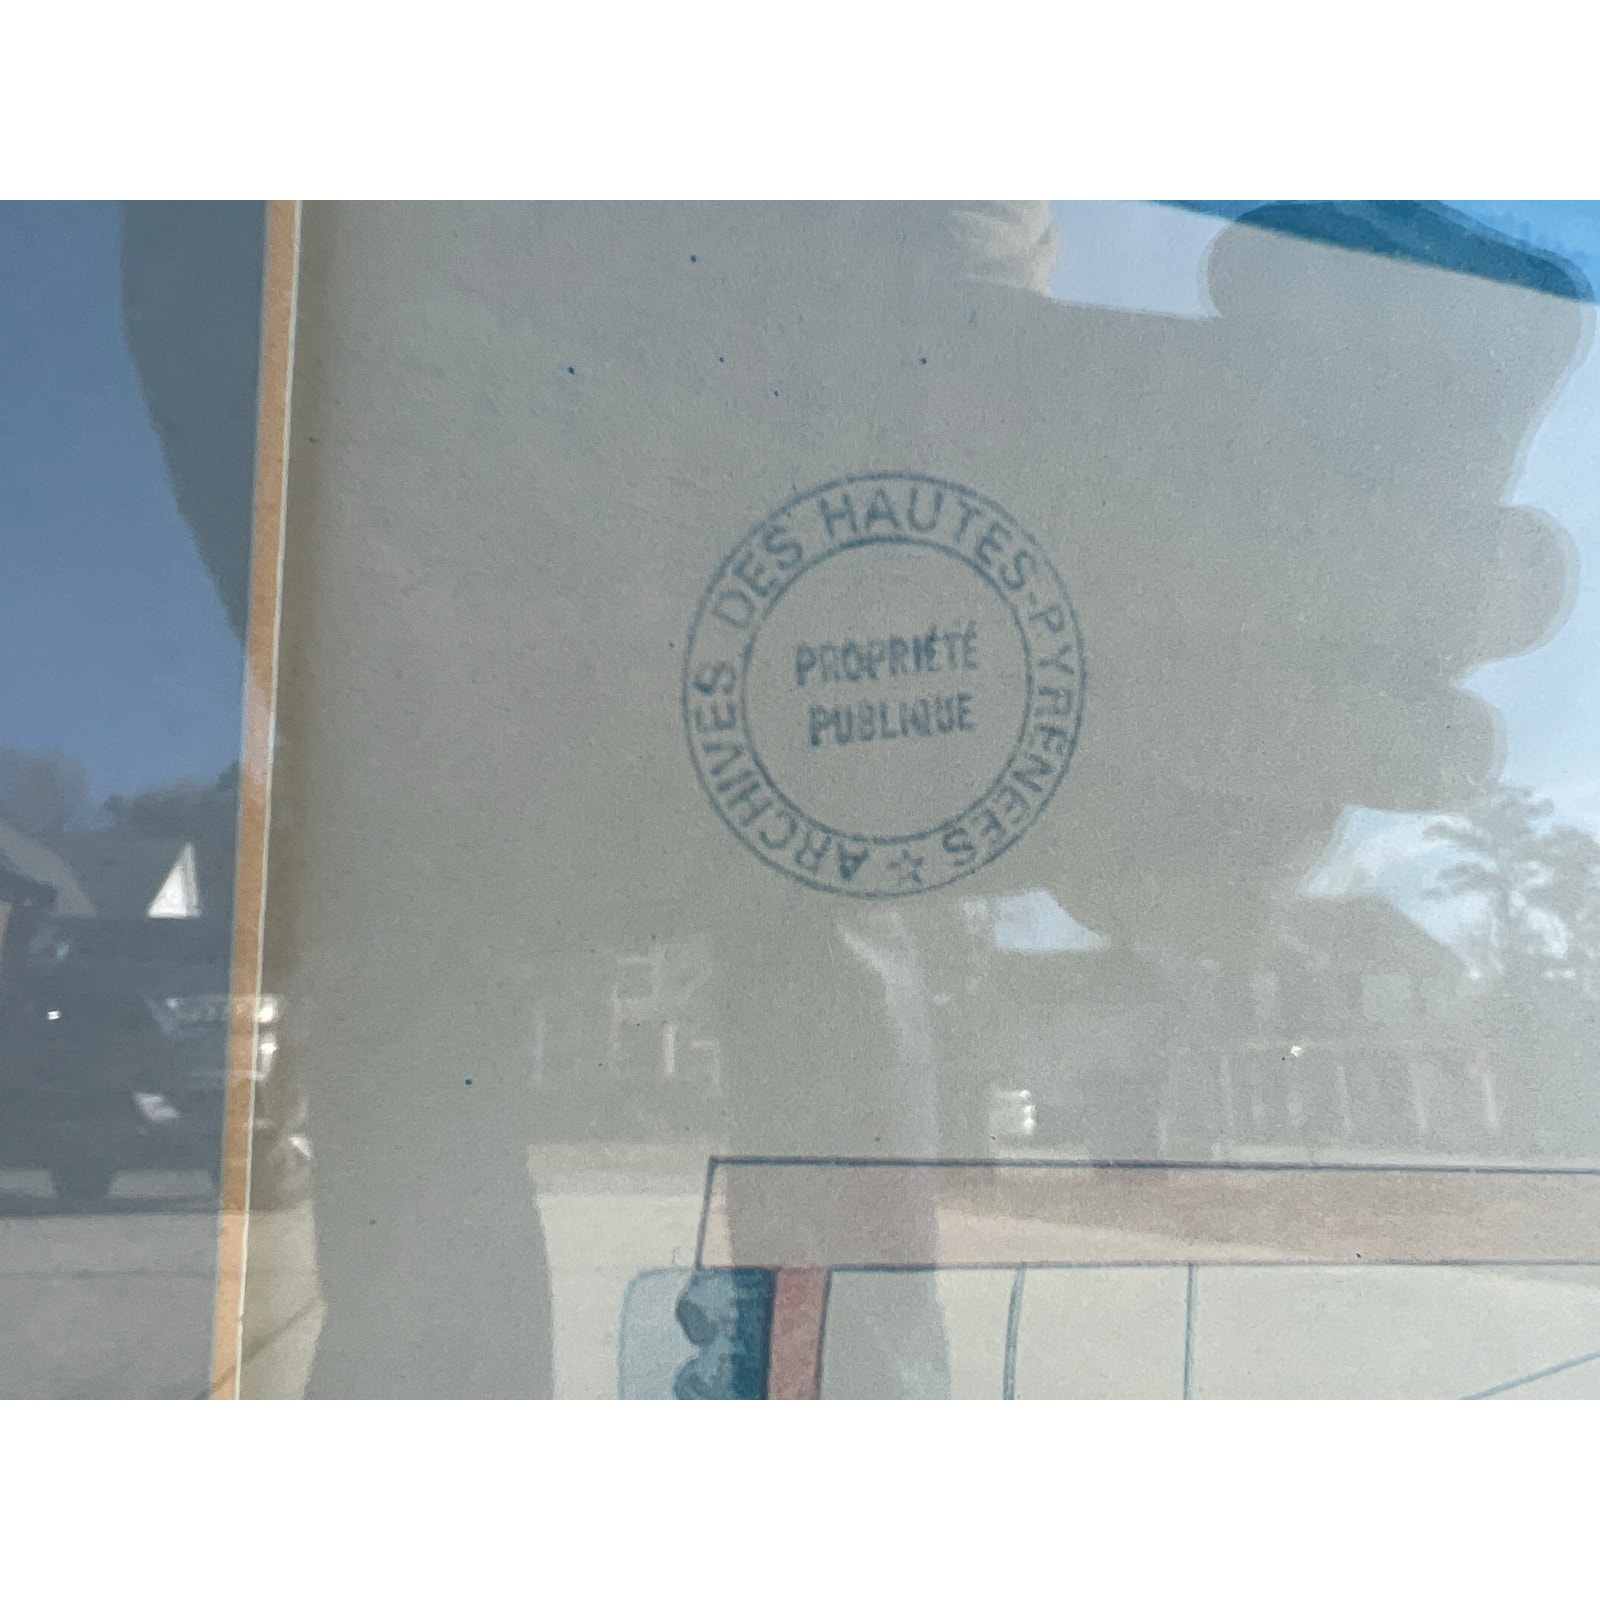 ARCHIVES DES HAUTES-PYRENEES ☆
PROPRIÉTÉ
PUBLIQUE